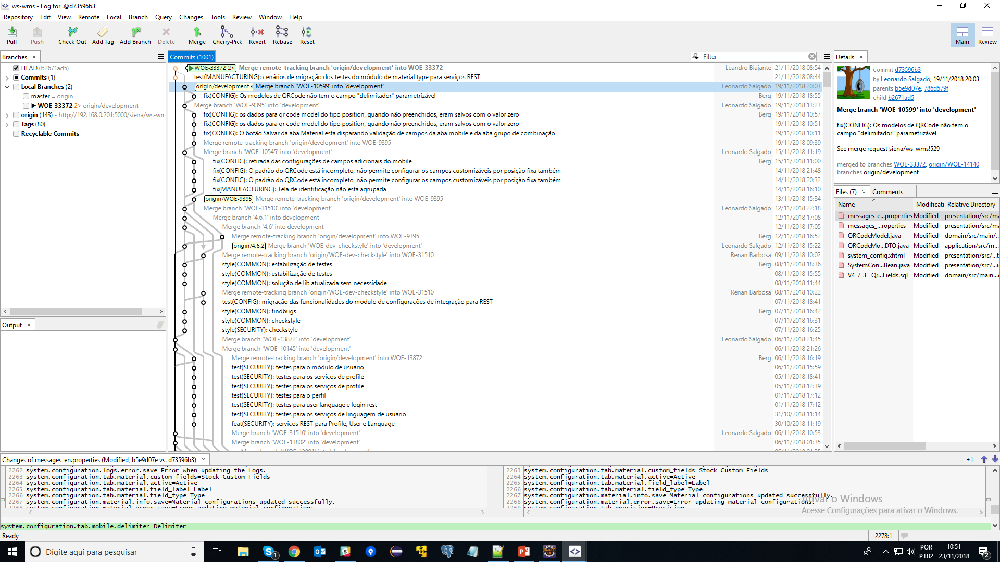 ws-wms - Log for .@d73596b3
Repository Edit View Remote Local Branch Query Changes Tools Review Window Help
Pull Push Check Out Add Tag Add Branch Delete Merge Cherry-Pick Revert Rebase Reset Main Review
Branches
HEAD (b2671ad5)
Commits (1)
Local Branches (2)
master = origin
WOE-33372 2> origin/development
origin (143) - http://192.168.0.201:5000/siena/ws-wm
Tags (80)
Recyclable Commits
Output
Commits (1001)
Filter
WOE-33372 2> Merge remote-tracking branch 'origin/development' into WOE-33372 Leandro Biajante 21/11/2018 08:54
test(MANUFACTURING): cenários de migração dos testes do módulo de material type para serviços REST 21/11/2018 08:44
origin/development Merge branch 'WOE-10599' into 'development' Leonardo Salgado 19/11/2018 20:03
fix(CONFIG): Os modelos de QRCode não tem o campo "delimitador" parametrizável Berg 19/11/2018 18:55
Merge branch 'WOE-9395' into 'development' Leonardo Salgado 19/11/2018 13:23
fix(CONFIG): os dados para qr code model do tipo position, quando não preenchidos, eram salvos com o valor zero Berg 19/11/2018 10:57
fix(CONFIG): os dados para qr code model do tipo position, quando não preenchidos, eram salvos com o valor zero 19/11/2018 10:51
fix(CONFIG): O botão Salvar da aba Material esta disparando validação de campos da aba mobile e da aba grupo de combinação 19/11/2018 10:11
Merge remote-tracking branch 'origin/development' into WOE-9395 19/11/2018 09:39
Merge branch 'WOE-10545' into 'development' Leonardo Salgado 15/11/2018 11:19
fix(CONFIG): retirada das configurações de campos adicionais do mobile Berg 15/11/2018 11:00
fix(CONFIG): O padrão do QRCode está incompleto, não permite configurar os campos customizáveis por posição fixa também 14/11/2018 21:48
fix(CONFIG): O padrão do QRCode está incompleto, não permite configurar os campos customizáveis por posição fixa também 14/11/2018 20:32
fix(MANUFACTURING): Tela de identificação não está agrupada 14/11/2018 16:10
origin/WOE-9395 Merge remote-tracking branch 'origin/development' into WOE-9395 13/11/2018 15:34
Merge branch 'WOE-31510' into 'development' Leonardo Salgado 12/11/2018 22:18
Merge branch '4.6.1' into development 12/11/2018 17:08
Merge branch '4.6' into development 12/11/2018 17:05
Merge remote-tracking branch 'origin/development' into WOE-9395 Berg 12/11/2018 16:52
origin/4.6.2 Merge branch 'WOE-dev-checkstyle' into 'development' Leonardo Salgado 12/11/2018 15:22
Merge remote-tracking branch 'origin/WOE-dev-checkstyle' into WOE-31510 Renan Barbosa 09/11/2018 10:02
style(COMMON): estabilização de testes Berg 08/11/2018 18:36
style(COMMON): estabilização de testes 08/11/2018 15:55
style(COMMON): solução de lib atualizada sem necessidade 08/11/2018 11:44
Merge remote-tracking branch 'origin/WOE-dev-checkstyle' into WOE-31510 Renan Barbosa 08/11/2018 10:22
test(CONFIG): migração das funcionalidades do modulo de configurações de integração para REST 07/11/2018 18:41
style(COMMON): findbugs Berg 07/11/2018 16:42
style(COMMON): checkstyle 07/11/2018 16:31
style(SECURITY): checkstyle 07/11/2018 16:25
Merge branch 'WOE-13872' into 'development' Leonardo Salgado 06/11/2018 21:45
Merge branch 'WOE-10145' into 'development' 06/11/2018 21:26
Merge remote-tracking branch 'origin/development' into WOE-13872 Berg 06/11/2018 16:19
test(SECURITY): testes para o módulo de usuário 06/11/2018 15:59
test(SECURITY): testes para os serviços de profile 05/11/2018 18:41
test(SECURITY): testes para os serviços de profile 05/11/2018 12:39
test(SECURITY): testes para o perfil 01/11/2018 17:12
test(SECURITY): testes para user language e login rest 01/11/2018 17:12
test(SECURITY): testes para os serviços de linguagem de usuário 31/10/2018 11:14
feat(SECURITY): serviços REST para Profile, User e Language 30/10/2018 11:19
Merge branch 'WOE-31510' into 'development' Leonardo Salgado 06/11/2018 10:53
Merge branch 'WOE-13802' into 'development' 06/11/2018 01:35
Details
Commit d73596b3
by Leonardo Salgado, 19/11/2018 20:03
parents b5e9d07e, 786d579f
child b2671ad5
Merge branch 'WOE-10599' into 'development'
fix(CONFIG): Os modelos de QRCode não tem o
campo "delimitador" parametrizável
See merge request siena/ws-wms!529
merged to branches WOE-33372, origin/WOE-14140
branches origin/development
Files (7) Comments
Name Modificati Relative Directory
messages_e...properties Modified presentation/src/ma
messages_...roperties Modified presentation/src/ma
QRCodeModel.java Modified domain/src/main/..
QRCodeMo...DTO.java Modified application/src/m...
system_config.xhtml Modified presentation/src/...t
SystemCon...Bean.java Modified presentation/src/...i
V4_7_3__Qr...Fields.sql Modified domain/src/main...
Changes of messages_en.properties (Modified, b5e9d07e vs. d73596b3) +1
2262 system.configuration.logs.error.save=Error when updating the Logs.
2263 system.configuration.tab.material.custom_fields=Stock Custom Fields
2264 system.configuration.tab.material.active=Active
2265 system.configuration.tab.material.field_label=Label
2266 system.configuration.tab.material.field_type=Type
2267 system.configuration.material.info.save=Material configurations updated successfully.
2263 system.configuration.tab.material.custom_fields=Stock Custom Fields
2264 system.configuration.tab.material.active=Active
2265 system.configuration.tab.material.field_label=Label
2266 system.configuration.tab.material.field_type=Type
2267 system.configuration.material.info.save=Material configurations updated successfully.
2268 system.configuration.material.error.save=Error updating material configurations.
Ativar o Windows
Acesse Configurações para ativar o Windows.
system.configuration.tab.mobile.delimiter=Delimiter
Ready 2278:1
Digite aqui para pesquisar
POR
PTB2
10:51
23/11/2018
2